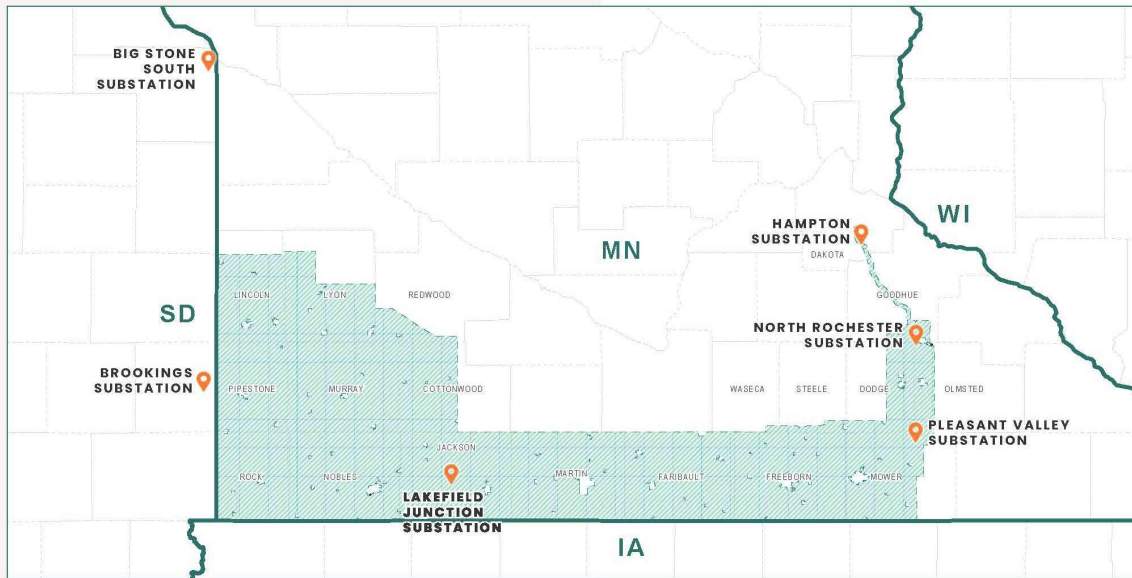 BIG STONE
SOUTH
SUBSTATION
HAMPTON
SUBSTATION
WI
DAKOTA
MN
LINCOLN
LYON
REDWOOD
GOODHUE
SD
NORTH ROCHESTER
SUBSTATION
BROOKINGS
SUBSTATION
PIPESTONE
MURRAY
COTTONWOOD
WASECA
STEELE
DODGE
OLMSTED
PLEASANT VALLEY
SUBSTATION
JACKSON
ROCK
NOBLES
MARTIN
FARIBAULT
FREEBORN
MOWER
LAKEFIELD
JUNCTION
SUBSTATION
IA